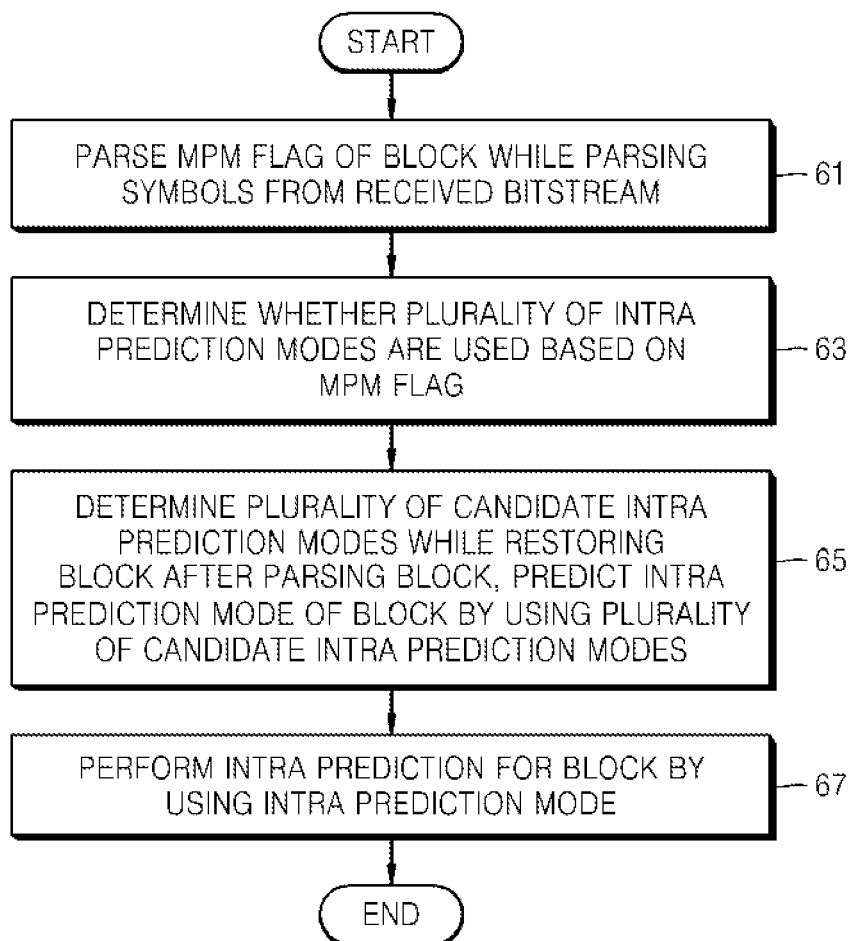 START
PARSE MPM FLAG OF BLOCK WHILE PARSING
SYMBOLS FROM RECEIVED BITSTREAM
61
DETERMINE WHETHER PLURALITY OF INTRA
PREDICTION MODES ARE USED BASED ON
MPM FLAG
63
DETERMINE PLURALITY OF CANDIDATE INTRA
PREDICTION MODES WHILE RESTORING
BLOCK AFTER PARSING BLOCK, PREDICT INTRA
PREDICTION MODE OF BLOCK BY USING PLURALITY
OF CANDIDATE INTRA PREDICTION MODES
65
PERFORM INTRA PREDICTION FOR BLOCK BY
USING INTRA PREDICTION MODE
67
END